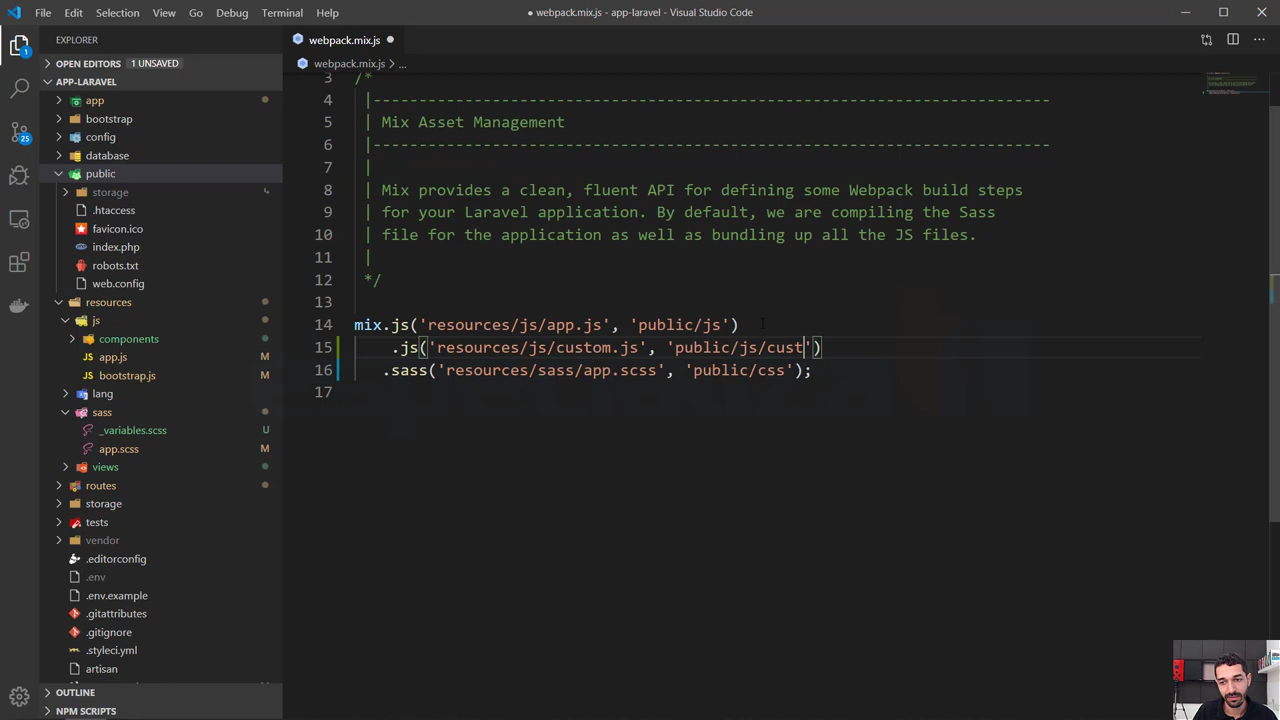 File Edit Selection View Go Debug Terminal Help
● webpack.mix.js - app-laravel - Visual Studio Code
EXPLORER
OPEN EDITORS 1 UNSAVED
APP-LARAVEL
app
bootstrap
config
database
public
storage
.htaccess
favicon.ico
index.php
robots.txt
web.config
resources
js
components
app.js
bootstrap.js M
lang
sass
_variables.scss U
app.scss M
views
routes
storage
tests
vendor
.editorconfig
.env
.env.example
.gitattributes
.gitignore
.styleci.yml
artisan
OUTLINE
NPM SCRIPTS
1
25
webpack.mix.js ●
webpack.mix.js > ...
3 /*
4 |--------------------------------------------------------------------------
5 | Mix Asset Management
6 |--------------------------------------------------------------------------
7 |
8 | Mix provides a clean, fluent API for defining some Webpack build steps
9 | for your Laravel application. By default, we are compiling the Sass
10 | file for the application as well as bundling up all the JS files.
11 |
12 */
13
14 mix.js('resources/js/app.js', 'public/js')
15 .js('resources/js/custom.js', 'public/js/cust')
16 .sass('resources/sass/app.scss', 'public/css');
17